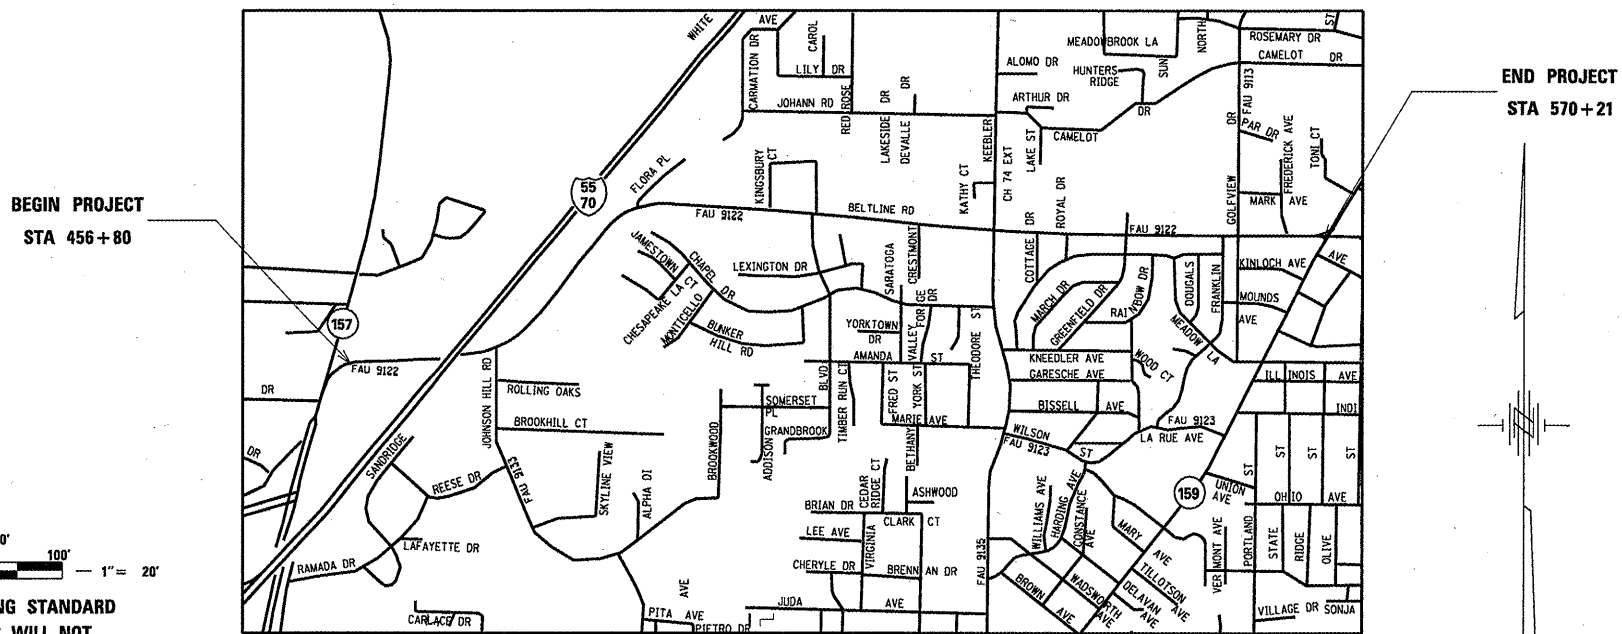 BEGIN PROJECT
STA 456+80
END PROJECT
STA 570+21
WHITE
AVE
CARMATION DR
CAROL
LILY DR
JOHANN RD
RED ROSE
LAKESIDE DR
DEVALLE DR
KEEBLER
CH 74 EXT
ALOMO DR
ARTHUR DR
LAKE ST
CAMELOT DR
MEADOWBROOK LA
HUNTERS
RIDGE
SUN
NORTH
ROSEMARY DR
CAMELOT DR
ST
FAU 9113
GOLFVIEW DR
PAR DR
FREDERICK AVE
TONI CT
MARK AVE
55
70
FLORA PL
KINGSBURY
CT
KATHY CT
ROYAL DR
FAU 9122
BELTLINE RD
FAU 9122
JAMESTOWN CT
CHAPEL DR
CHESAPEAKE LA
MONTICELLO
LEXINGTON DR
BUNKER
HILL RD
SARATOGA
CRESTMONT
VALLEY FORGE
DR
YORKTOWN
DR
AMANDA ST
THEODORE ST
COTTAGE DR
MARCH DR
GREENFIELD DR
RAINBOW DR
DOUGALS
FRANKLIN
MEADOW LA
KINLOCH AVE
MOUNDS
AVE
AVE
157
FAU 9122
DR
JOHNSON HILL RD
ROLLING OAKS
BROOKHILL CT
BROOKWOOD
BLVD
SOMERSET
PL
GRANDBROOK
ADDISON
TIMBER RUN CT
FRED ST
YORK ST
MARIE AVE
BETHANY
KNEEDLER AVE
GARESCHE AVE
BISSELL AVE
WOOD CT
WILSON
FAU 9123
ST
FAU 9123
LA RUE AVE
ILLINOIS AVE
INDI
ST
ST
ST
ST
DR
SANDRIDGE
REESE DR
FAU 9133
SKYLINE VIEW
ALPHA DI
CEDAR
RIDGE CT
ASHWOOD
BRIAN DR
CLARK CT
LEE AVE
VIRGINIA
CHERYLE DR
BRENNAN DR
JUDA AVE
FAU 9135
WILLIAMS AVE
HARDING AVE
CONSTANCE
AVE
MARY AVE
159
UNION
AVE
OHIO AVE
VERMONT AVE
PORTLAND
STATE
RIDGE
OLIVE
TILLOTSON
AVE
DELAVAN
AVE
WADSWORTH
AVE
BROWN AVE
VILLAGE DR
SONJA
RAMADA DR
LAFAYETTE DR
CARLACE DR
AVE
PITA AVE
PIETRO DR
0'
100'
1"= 20'
NG STANDARD
WILL NOT